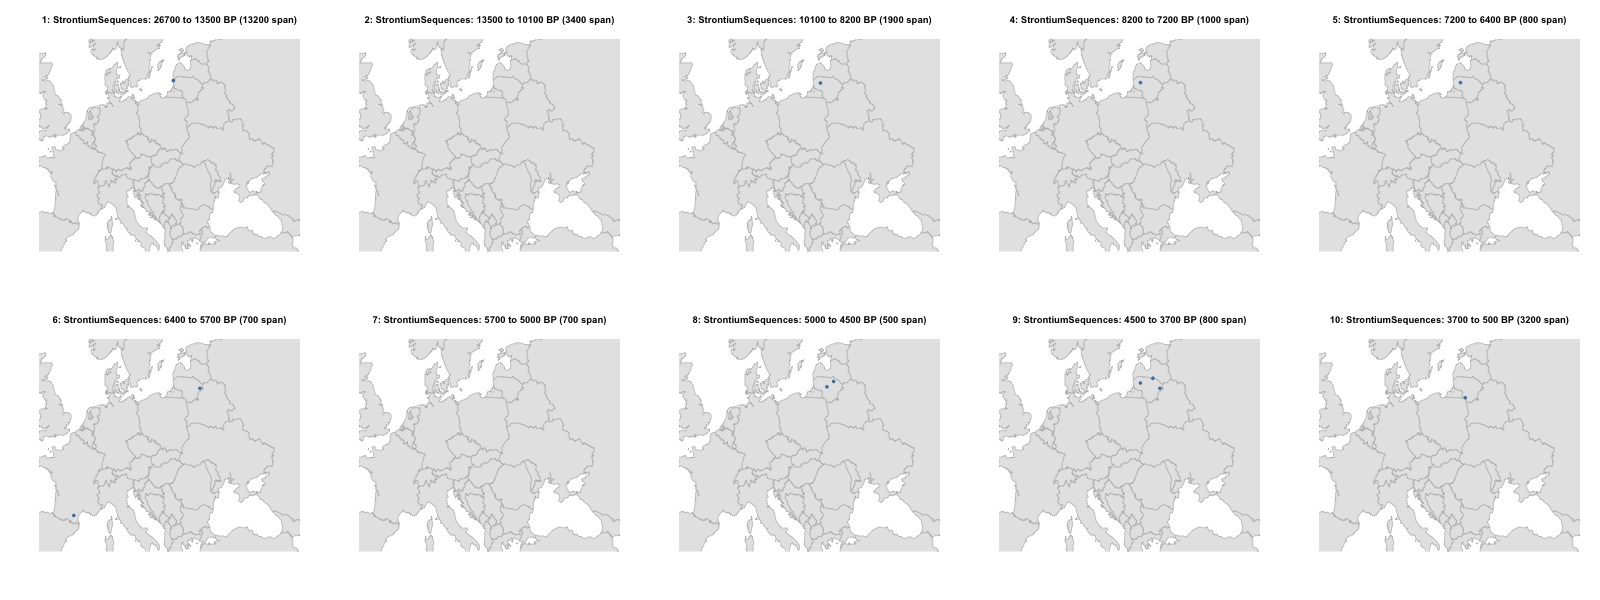 1: StrontiumSequences: 26700 to 13500 BP (13200 span)
2: StrontiumSequences: 13500 to 10100 BP (3400 span)
3: StrontiumSequences: 10100 to 8200 BP (1900 span)
4: StrontiumSequences: 8200 to 7200 BP (1000 span)
5: StrontiumSequences: 7200 to 6400 BP (800 span)
6: StrontiumSequences: 6400 to 5700 BP (700 span)
7: StrontiumSequences: 5700 to 5000 BP (700 span)
8: StrontiumSequences: 5000 to 4500 BP (500 span)
9: StrontiumSequences: 4500 to 3700 BP (800 span)
10: StrontiumSequences: 3700 to 500 BP (3200 span)